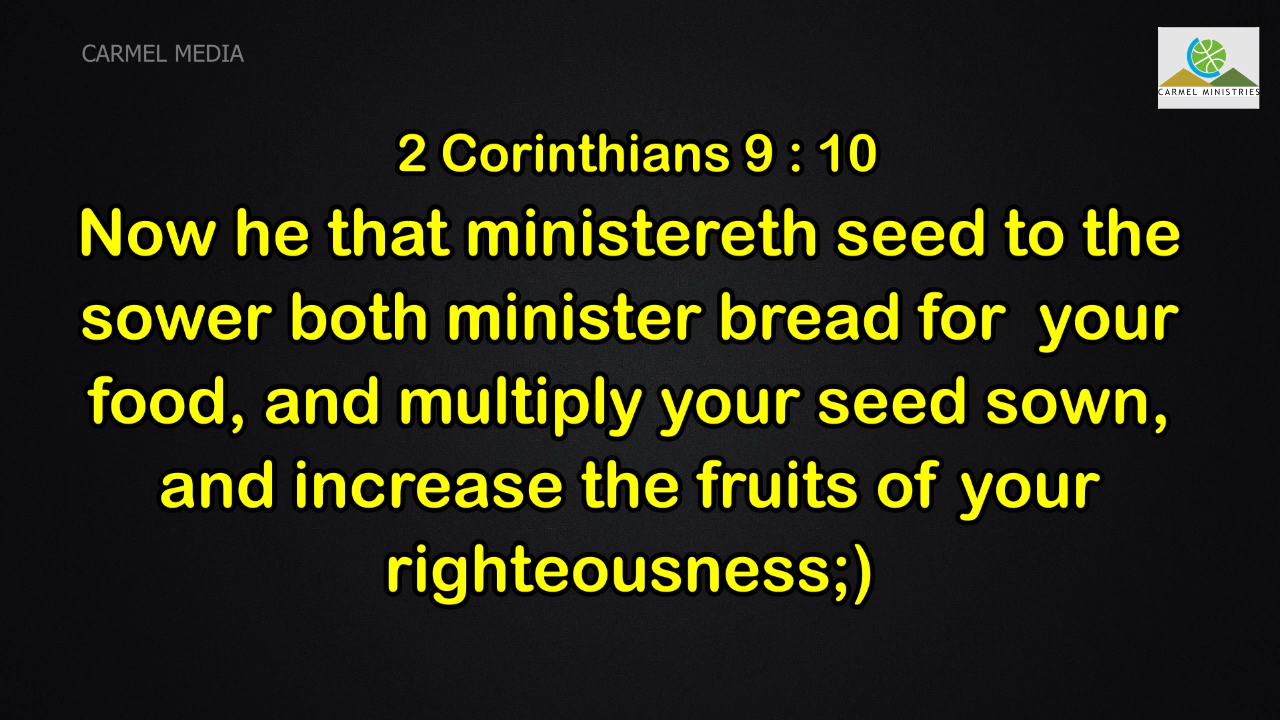 CARMEL MEDIA
CARMEL MINISTRIES
2 Corinthians 9 : 10
Now he that ministereth seed to the
sower both minister bread for  your
food, and multiply your seed sown,
and increase the fruits of your
righteousness;)